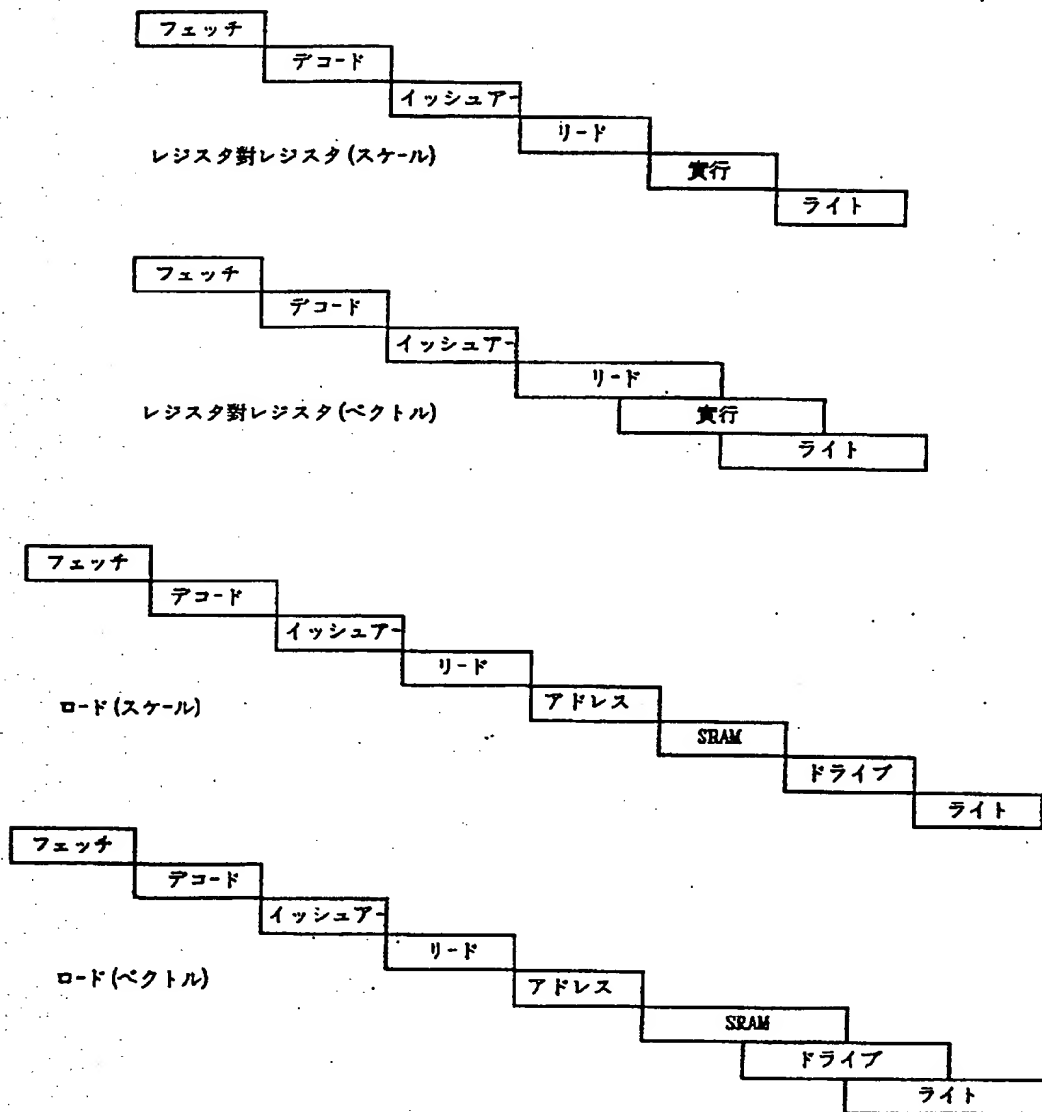 フェッチ
デコード
イッシュアー
リード
レジスタ對レジスタ(スケール)
實行
ライト
フェッチ
デコード
イッシュアー
リード
レジスタ對レジスタ(ベクトル)
實行
ライト
フェッチ
デコード
イッシュアー
リード
アドレス
ロード(スケール)
SRAM
ドライブ
ライト
フェッチ
デコード
イッシュアー
リード
ロード(ベクトル)
アドレス
SRAM
ドライブ
ライト